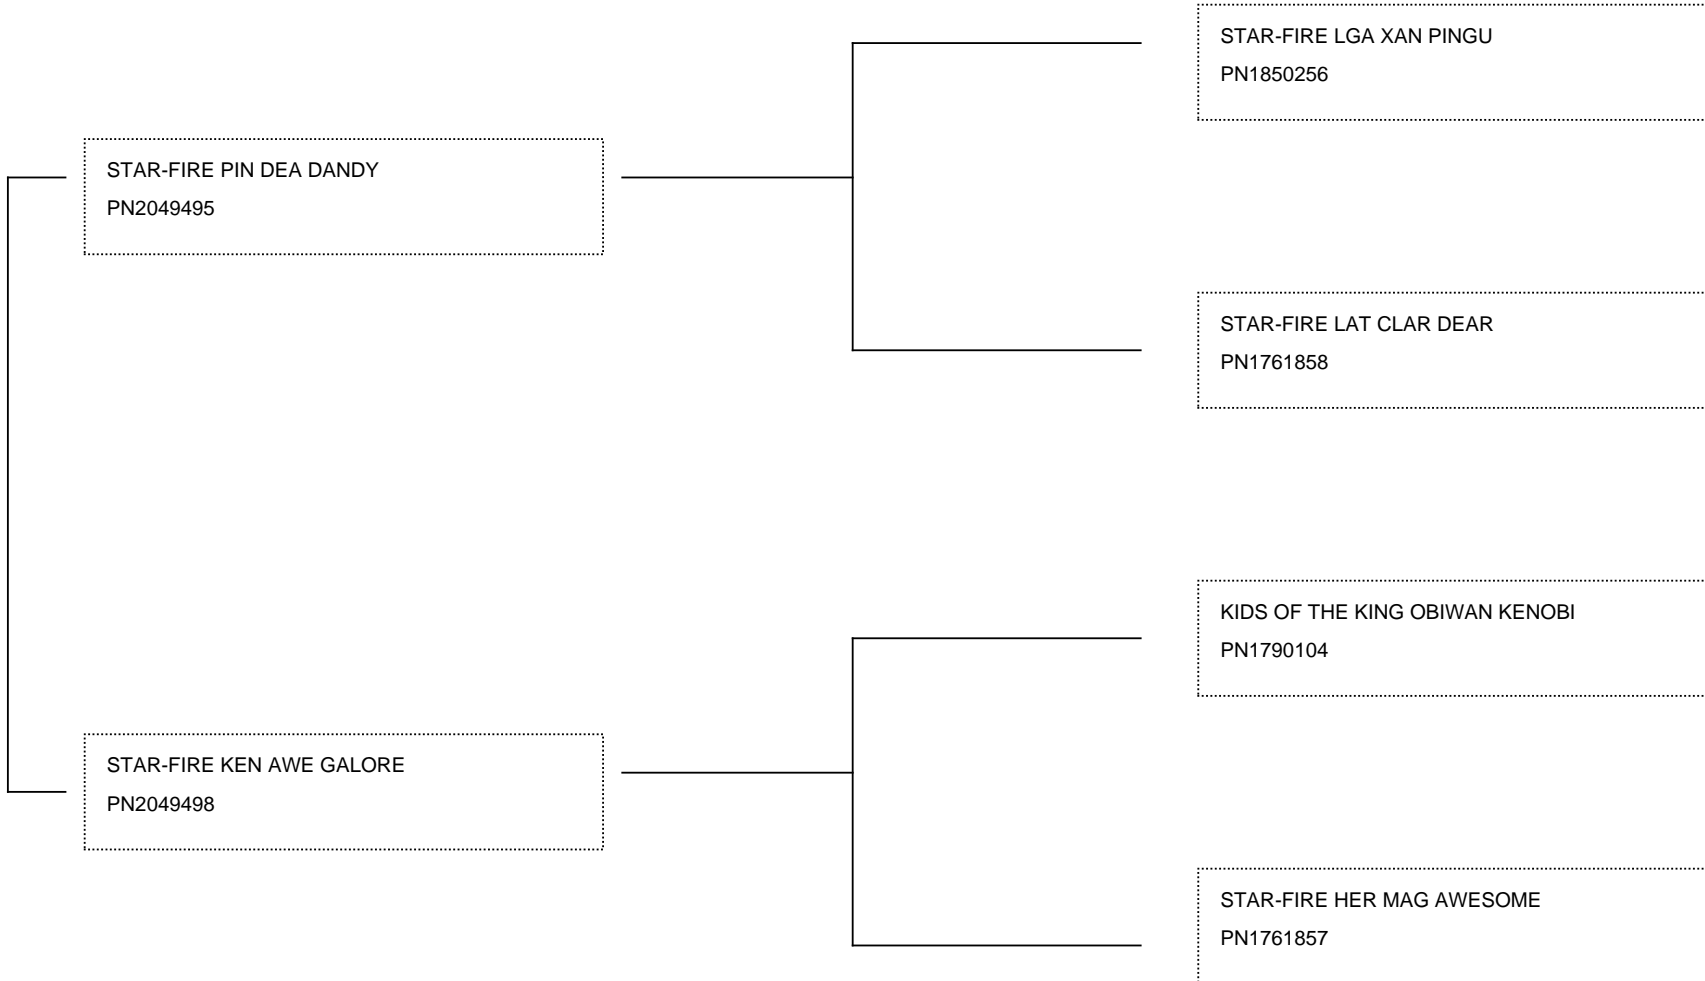 STAR-FIRE LGA XAN PINGU
PN1850256
STAR-FIRE PIN DEA DANDY
PN2049495
STAR-FIRE LAT CLAR DEAR
PN1761858
KIDS OF THE KING OBIWAN KENOBI
PN1790104
STAR-FIRE KEN AWE GALORE
PN2049498
STAR-FIRE HER MAG AWESOME
PN1761857